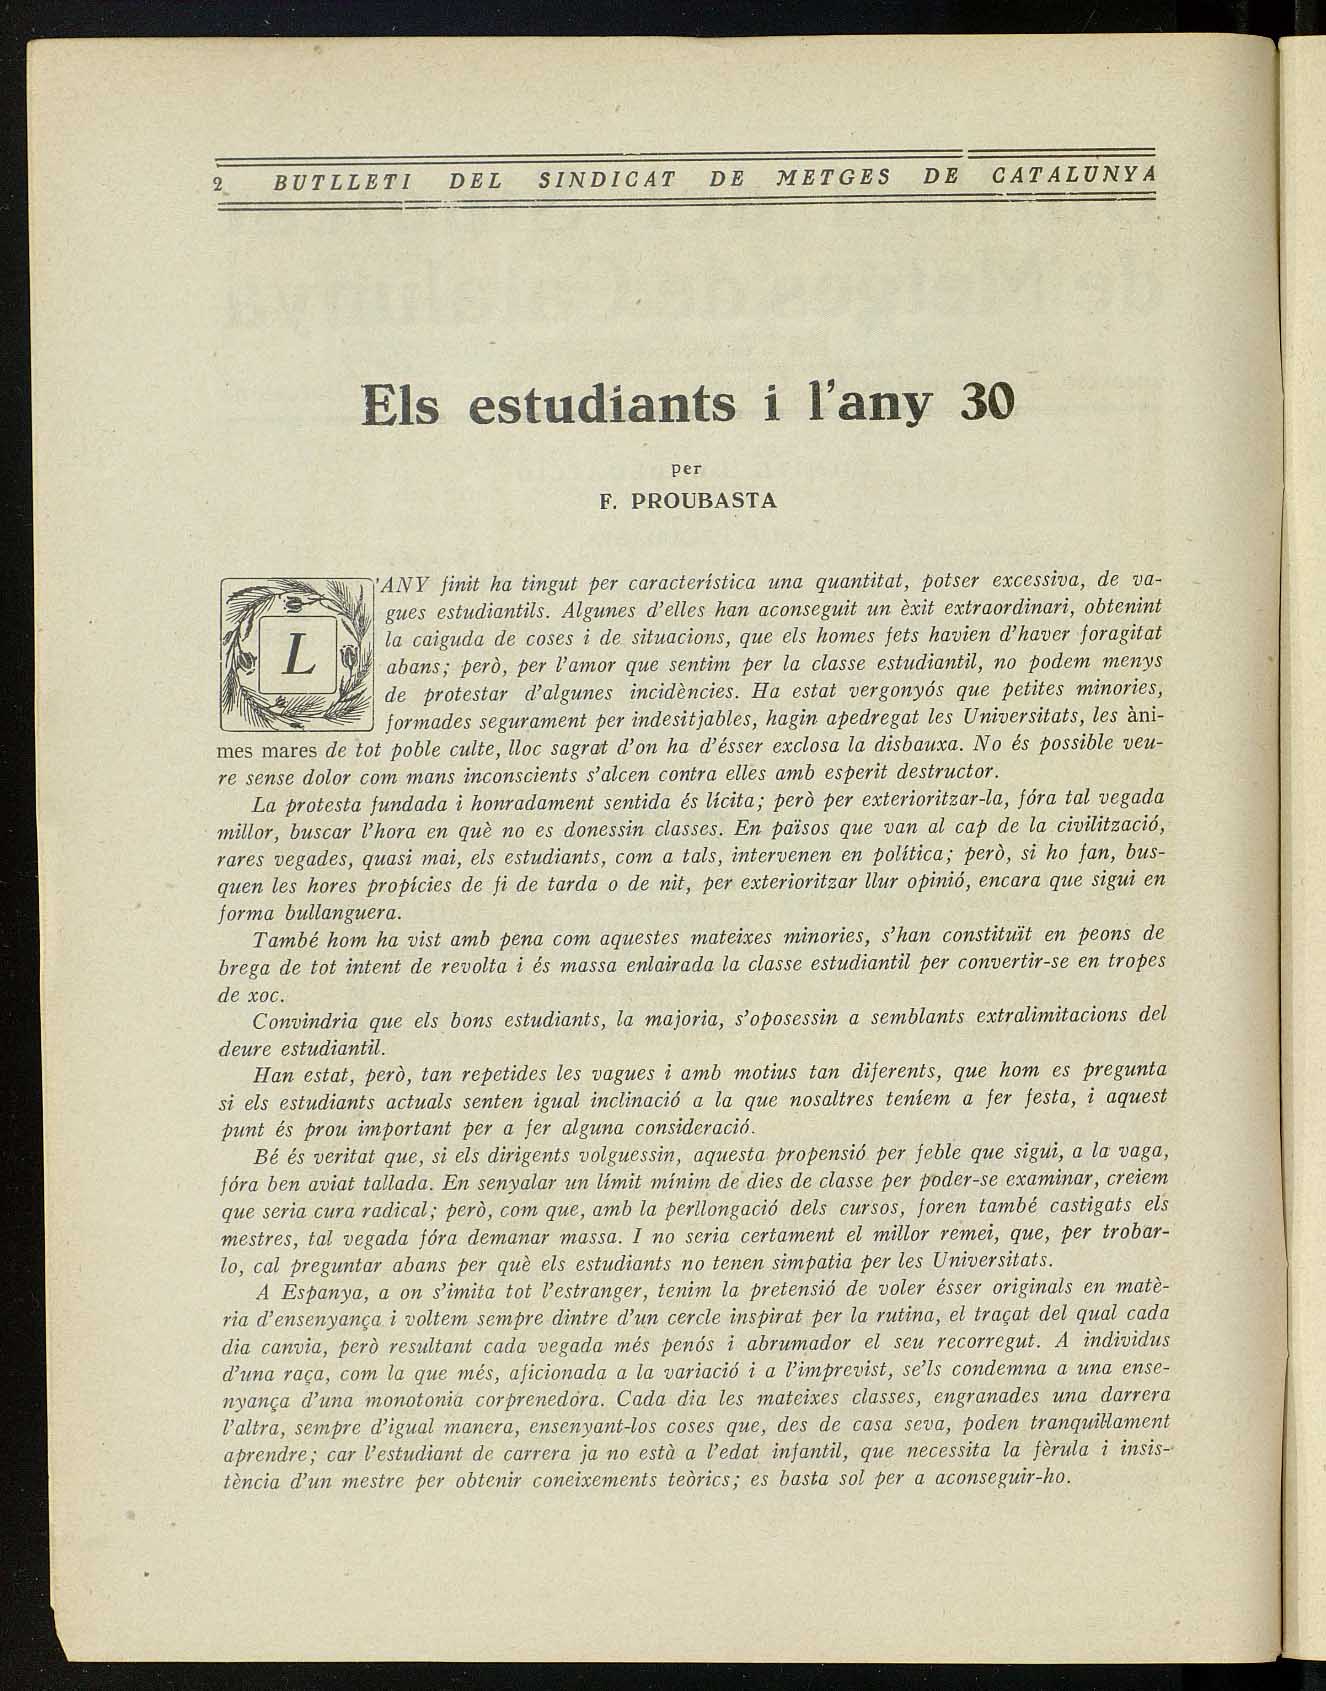 2 BUTLLETI DEL SINDICAT DE METGES DE CATALUNYA
Els estudiants i l'any 30
per
F. PROUBASTA
L'ANY finit ha tingut per característica una quantitat, potser excessiva, de va-
gues estudiantils. Algunes d'elles han aconseguit un èxit extraordinari, obtenint
la caiguda de coses i de situacions, que els homes fets havien d'haver foragitat
abans; però, per l'amor que sentim per la classe estudiantil, no podem menys
de protestar d'algunes incidències. Ha estat vergonyós que petites minories,
formades segurament per indesitjables, hagin apedregat les Universitats, les àni-
mes mares de tot poble culte, lloc sagrat d'on ha d'ésser exclosa la disbauxa. No és possible veu-
re sense dolor com mans inconscients s'alcen contra elles amb esperit destructor.
La protesta fundada i honradament sentida és lícita; però per exterioritzar-la, fóra tal vegada
millor, buscar l'hora en què no es donessin classes. En països que van al cap de la civilització,
rares vegades, quasi mai, els estudiants, com a tals, intervenen en política; però, si ho fan, bus-
quen les hores propícies de fi de tarda o de nit, per exterioritzar llur opinió, encara que sigui en
forma bullanguera.
També hom ha vist amb pena com aquestes mateixes minories, s'han constituït en peons de
brega de tot intent de revolta i és massa enlairada la classe estudiantil per convertir-se en tropes
de xoc.
Convindria que els bons estudiants, la majoria, s'oposessin a semblants extralimitacions del
deure estudiantil.
Han estat, però, tan repetides les vagues i amb motius tan diferents, que hom es pregunta
si els estudiants actuals senten igual inclinació a la que nosaltres teníem a fer festa, i aquest
punt és prou important per a fer alguna consideració.
Bé és veritat que, si els dirigents volguessin, aquesta propensió per feble que sigui, a la vaga,
fóra ben aviat tallada. En senyalar un límit mínim de dies de classe per poder-se examinar, creiem
que seria cura radical; però, com que, amb la perllongació dels cursos, foren també castigats els
mestres, tal vegada fóra demanar massa. I no seria certament el millor remei, que, per trobar-
lo, cal preguntar abans per què els estudiants no tenen simpatia per les Universitats.
A Espanya, a on s'imita tot l'estranger, tenim la pretensió de voler ésser originals en matè-
ria d'ensenyança i voltem sempre dintre d'un cercle inspirat per la rutina, el traçat del qual cada
dia canvia, però resultant cada vegada més penós i abrumador el seu recorregut. A individus
d'una raça, com la que més, aficionada a la variació i a l'imprevist, se'ls condemna a una ense-
nyança d'una monotonia corprenedora. Cada dia les mateixes classes, engranades una darrera
l'altra, sempre d'igual manera, ensenyant-los coses que, des de casa seva, poden tranquil·lament
aprendre; car l'estudiant de carrera ja no està a l'edat infantil, que necessita la fèrula i insis-
tència d'un mestre per obtenir coneixements teòrics; es basta sol per a aconseguir-ho.